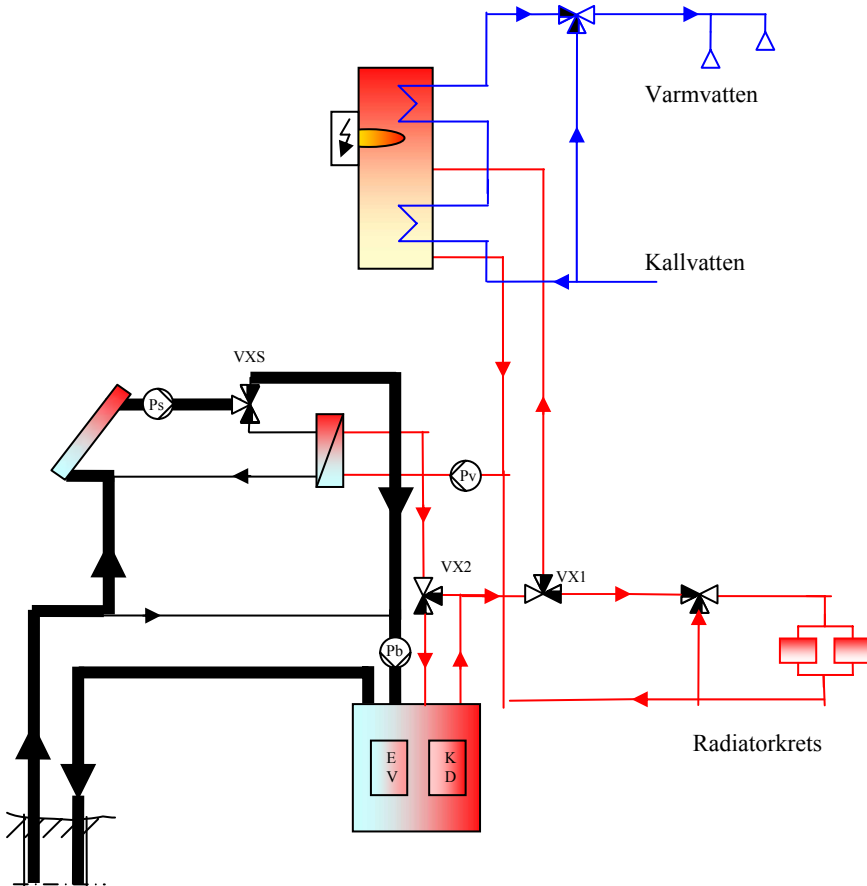 Varmvatten
Kallvatten
VXS
Ps
Pv
VX2
VX1
Pb
Radiatorkrets
E
V
K
D